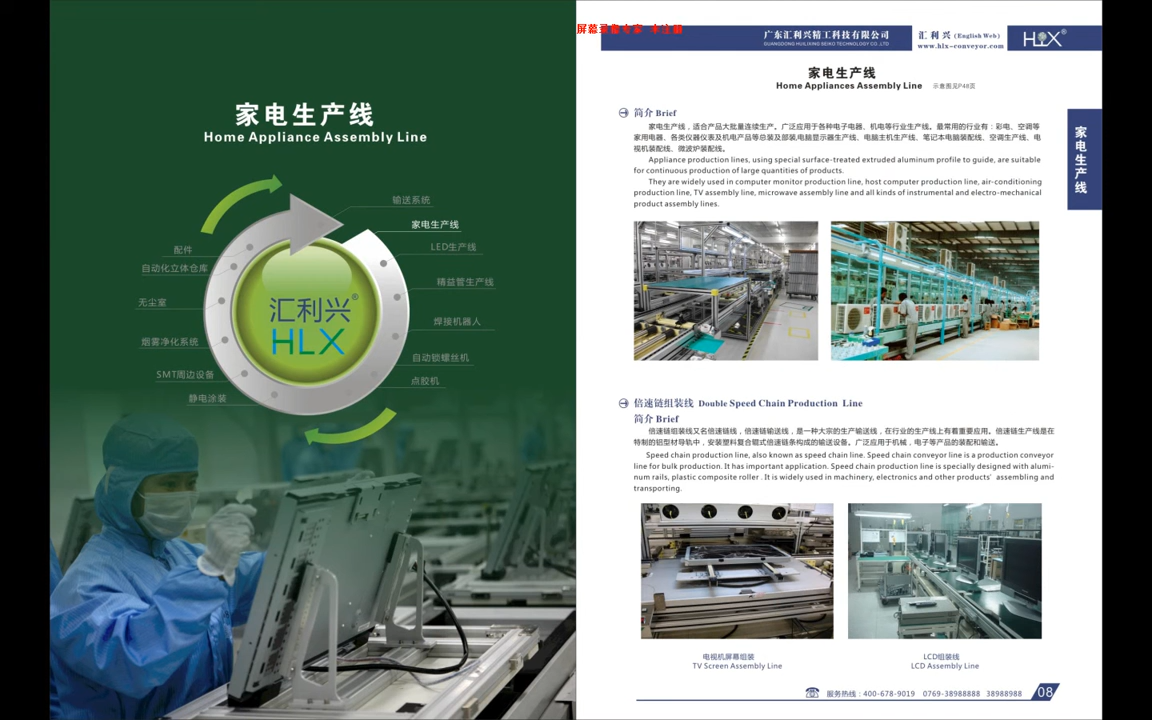 家电生产线
Home Appliance Assembly Line
输送系统
家电生产线
LED生产线
精益管生产线
焊接机器人
自动锁螺丝机
点胶机
静电涂装
SMT周边设备
烟雾净化系统
无尘室
自动化立体仓库
配件
汇利兴®
HLX
屏幕录像专家 未注册
广东汇利兴精工科技有限公司
GUANGDONG HUILIXING SEIKO TECHNOLOGY CO.,LTD
汇 利 兴 (English Web)
www.hlx-conveyor.com
HLX®
家电生产线
Home Appliances Assembly Line 示意图见P48页
家电生产线
简介 Brief
家电生产线，适合产品大批量连续生产。广泛应用于各种电子电器、机电等行业生产线。最常用的行业有：彩电、空调等
家用电器、各类仪器仪表及机电产品等总装及部装,电脑显示器生产线、电脑主机生产线、笔记本电脑装配线、空调生产线、电
视机装配线、微波炉装配线。
Appliance production lines, using special surface-treated extruded aluminum profile to guide, are suitable
for continuous production of large quantities of products.
They are widely used in computer monitor production line, host computer production line, air-conditioning
production line, TV assembly line, microwave assembly line and all kinds of instrumental and electro-mechanical
product assembly lines.
倍速链组装线 Double Speed Chain Production Line
简介 Brief
倍速链组装线又名倍速链线，倍速链输送线，是一种大宗的生产输送线，在行业的生产线上有着重要应用。倍速链生产线是在
特制的铝型材导轨中，安装塑料复合辊式倍速链条构成的输送设备。广泛应用于机械，电子等产品的装配和输送。
Speed chain production line, also known as speed chain line. Speed chain conveyor line is a production conveyor
line for bulk production. It has important application. Speed chain production line is specially designed with alumi-
num rails, plastic composite roller . It is widely used in machinery, electronics and other products' assembling and
transporting.
电视机屏幕组装
TV Screen Assembly Line
LCD组装线
LCD Assembly Line
服务热线：400-678-9019 0769-38988888 38988988
08